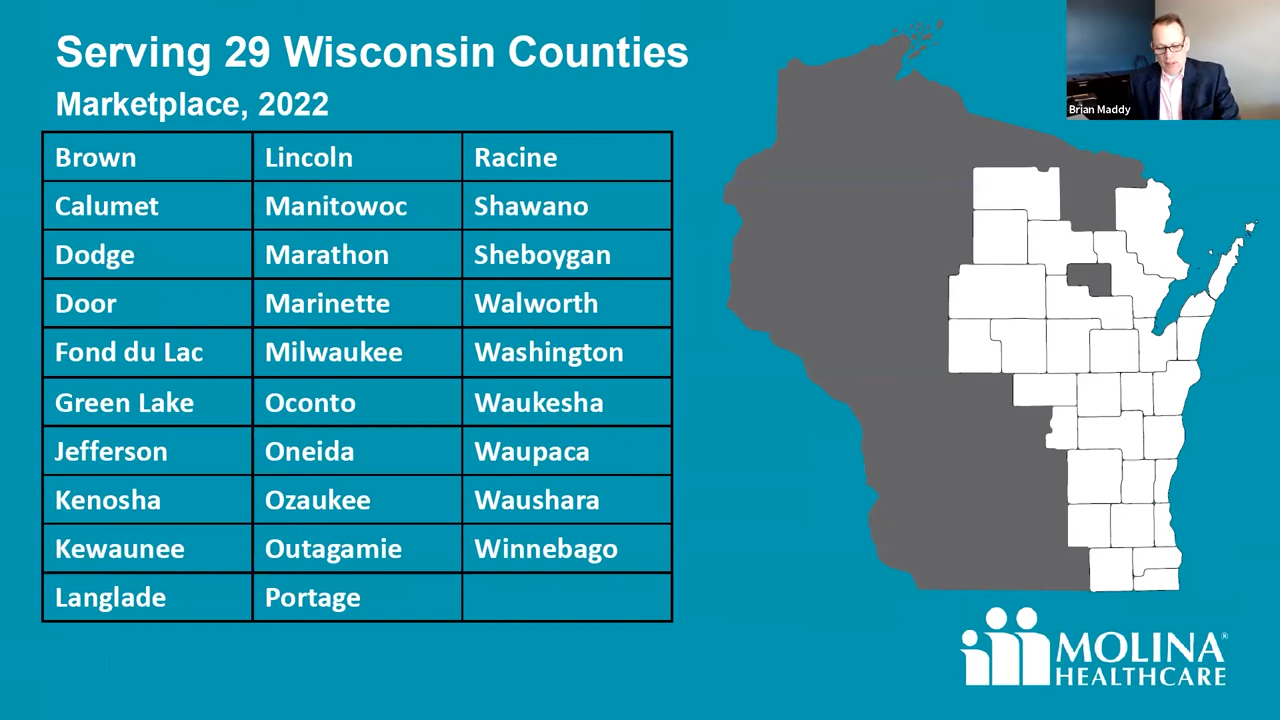 Serving 29 Wisconsin Counties
Marketplace, 2022
Brian Maddy
Brown Lincoln Racine
Calumet Manitowoc Shawano
Dodge Marathon Sheboygan
Door Marinette Walworth
Fond du Lac Milwaukee Washington
Green Lake Oconto Waukesha
Jefferson Oneida Waupaca
Kenosha Ozaukee Waushara
Kewaunee Outagamie Winnebago
Langlade Portage
MOLINA®
HEALTHCARE